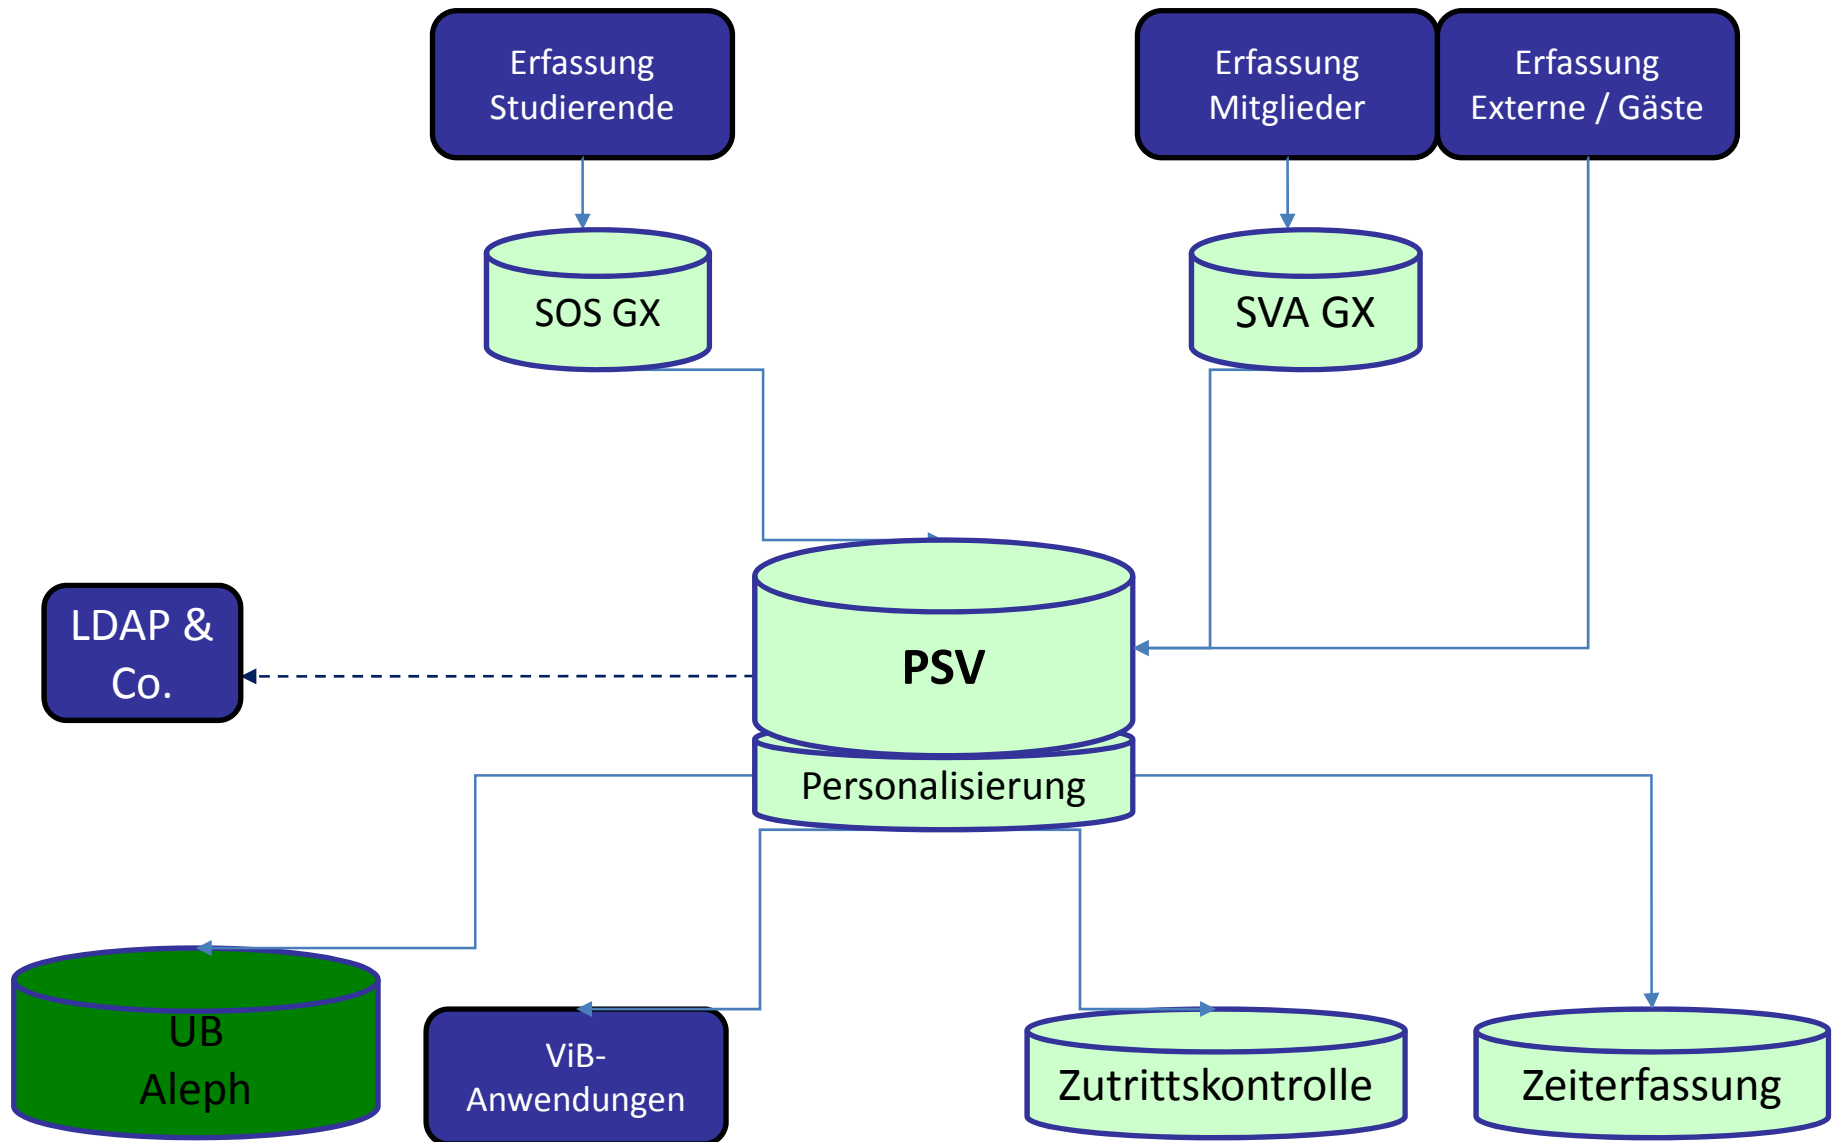 Erfassung
Studierende
Erfassung
Mitglieder
Erfassung
Externe / Gäste
SOS GX
SVA GX
LDAP &
Co.
PSV
Personalisierung
UB
Aleph
ViB-
Anwendungen
Zutrittskontrolle
Zeiterfassung